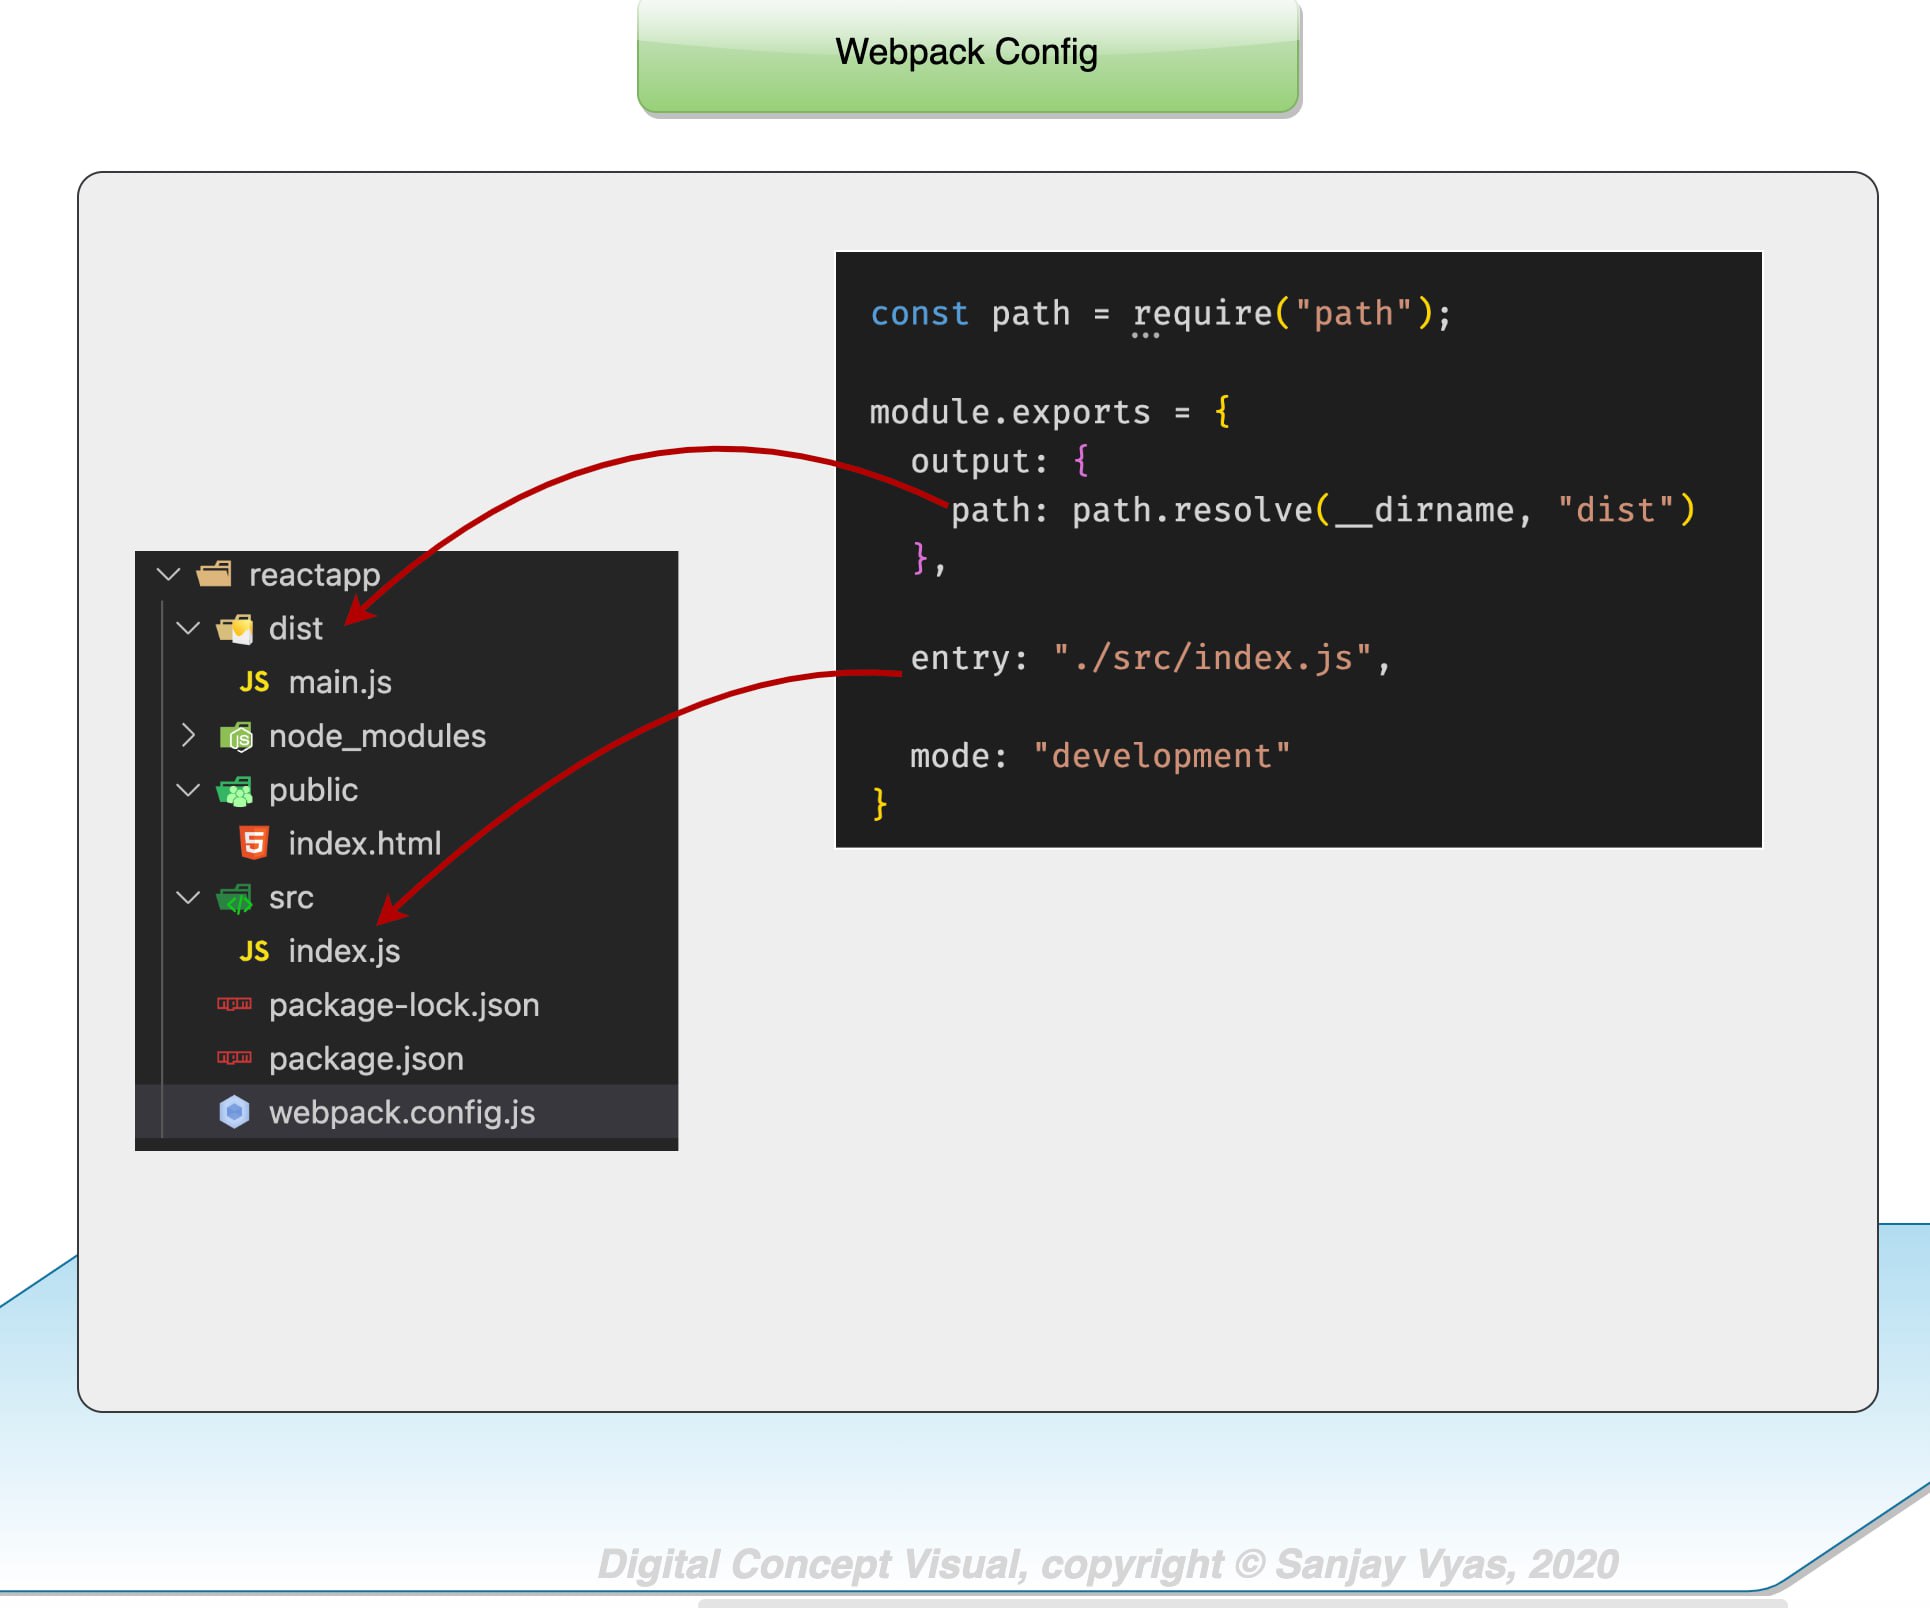 Webpack Config
const path = require("path");
module.exports = {
output: {
path: path.resolve(__dirname, "dist")
},
entry: "./src/index.js",
mode: "development"
}
reactapp
dist
JS main.js
node_modules
public
index.html
src
JS index.js
package-lock.json
package.json
webpack.config.js
Digital Concept Visual, copyright © Sanjay Vyas, 2020